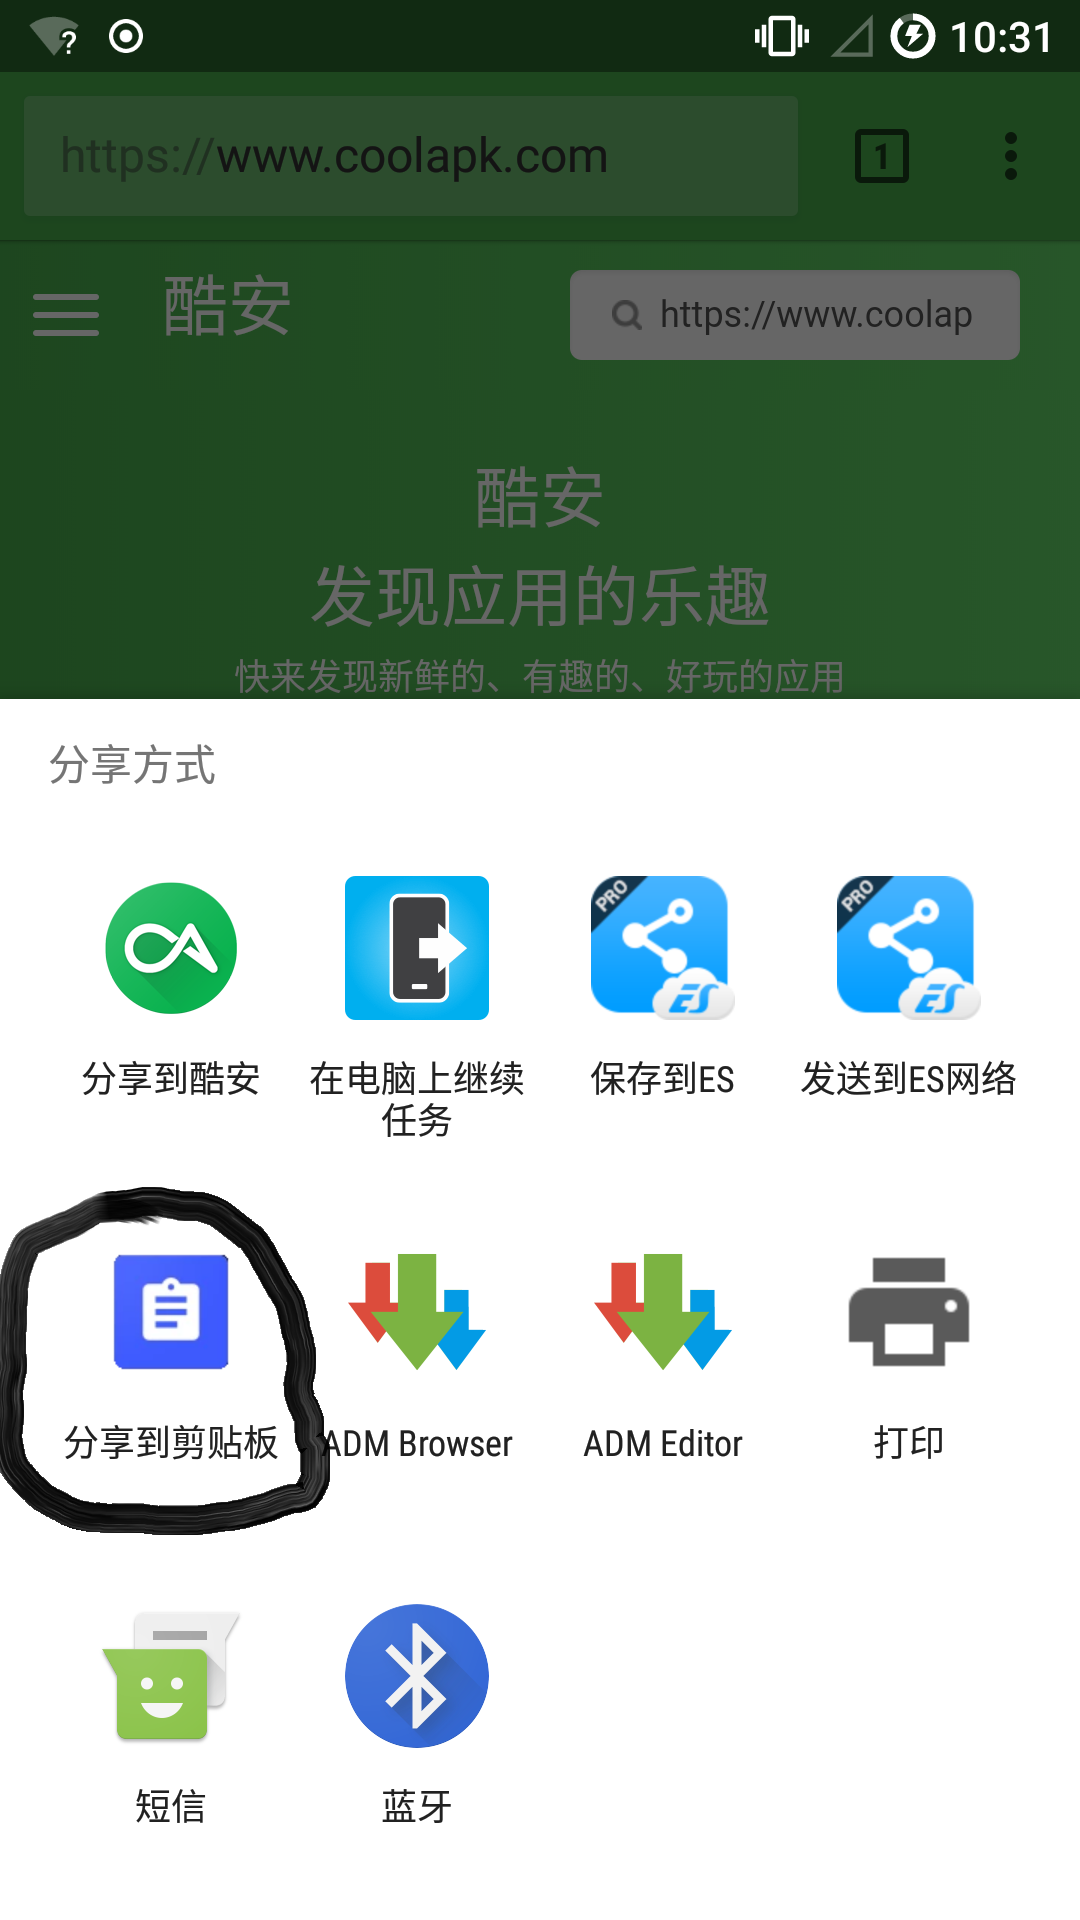 10:31
https://www.coolapk.com
1
酷安
https://www.coolap
酷安
发现应用的乐趣
快来发现新鲜的、有趣的、好玩的应用
分享方式
PRO
ES
PRO
ES
分享到酷安
在电脑上继续
任务
保存到ES
发送到ES网络
分享到剪贴板
ADM Browser
ADM Editor
打印
短信
蓝牙